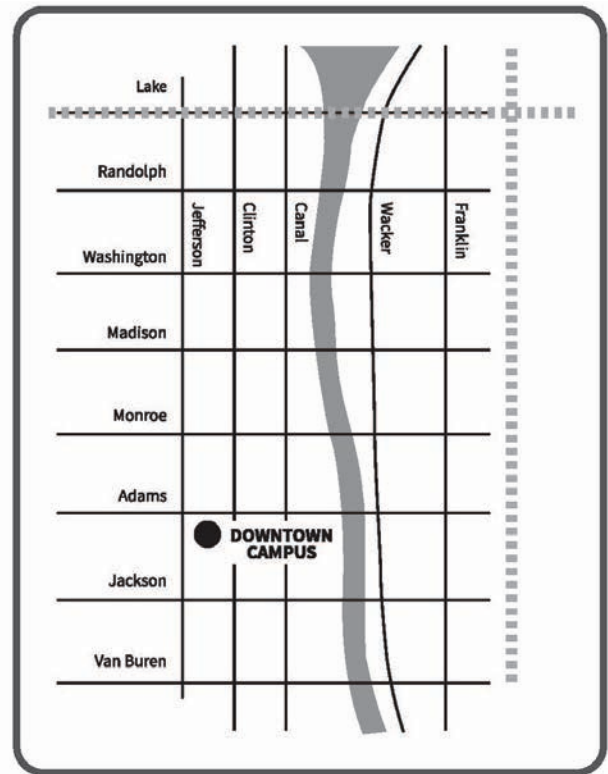 Lake
Randolph
Jefferson
Clinton
Canal
Wacker
Franklin
Washington
Madison
Monroe
Adams
DOWNTOWN
CAMPUS
Jackson
Van Buren